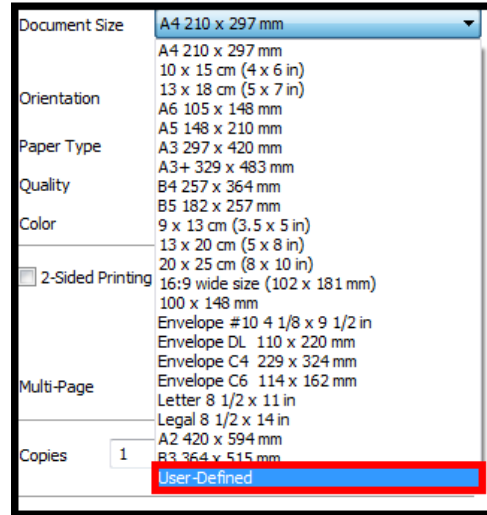 Document Size
A4 210 x 297 mm
A4 210 x 297 mm
10 x 15 cm (4 x 6 in)
13 x 18 cm (5 x 7 in)
Orientation
A6 105 x 148 mm
A5 148 x 210 mm
Paper Type
A3 297 x 420 mm
A3+ 329 x 483 mm
Quality
B4 257 x 364 mm
B5 182 x 257 mm
Color
9 x 13 cm (3.5 x 5 in)
13 x 20 cm (5 x 8 in)
20 x 25 cm (8 x 10 in)
2-Sided Printing
16:9 wide size (102 x 181 mm)
100 x 148 mm
Envelope #10 4 1/8 x 9 1/2 in
Envelope DL 110 x 220 mm
Envelope C4 229 x 324 mm
Multi-Page
Envelope C6 114 x 162 mm
Letter 8 1/2 x 11 in
Legal 8 1/2 x 14 in
A2 420 x 594 mm
Copies 1
B3 364 x 515 mm
User-Defined